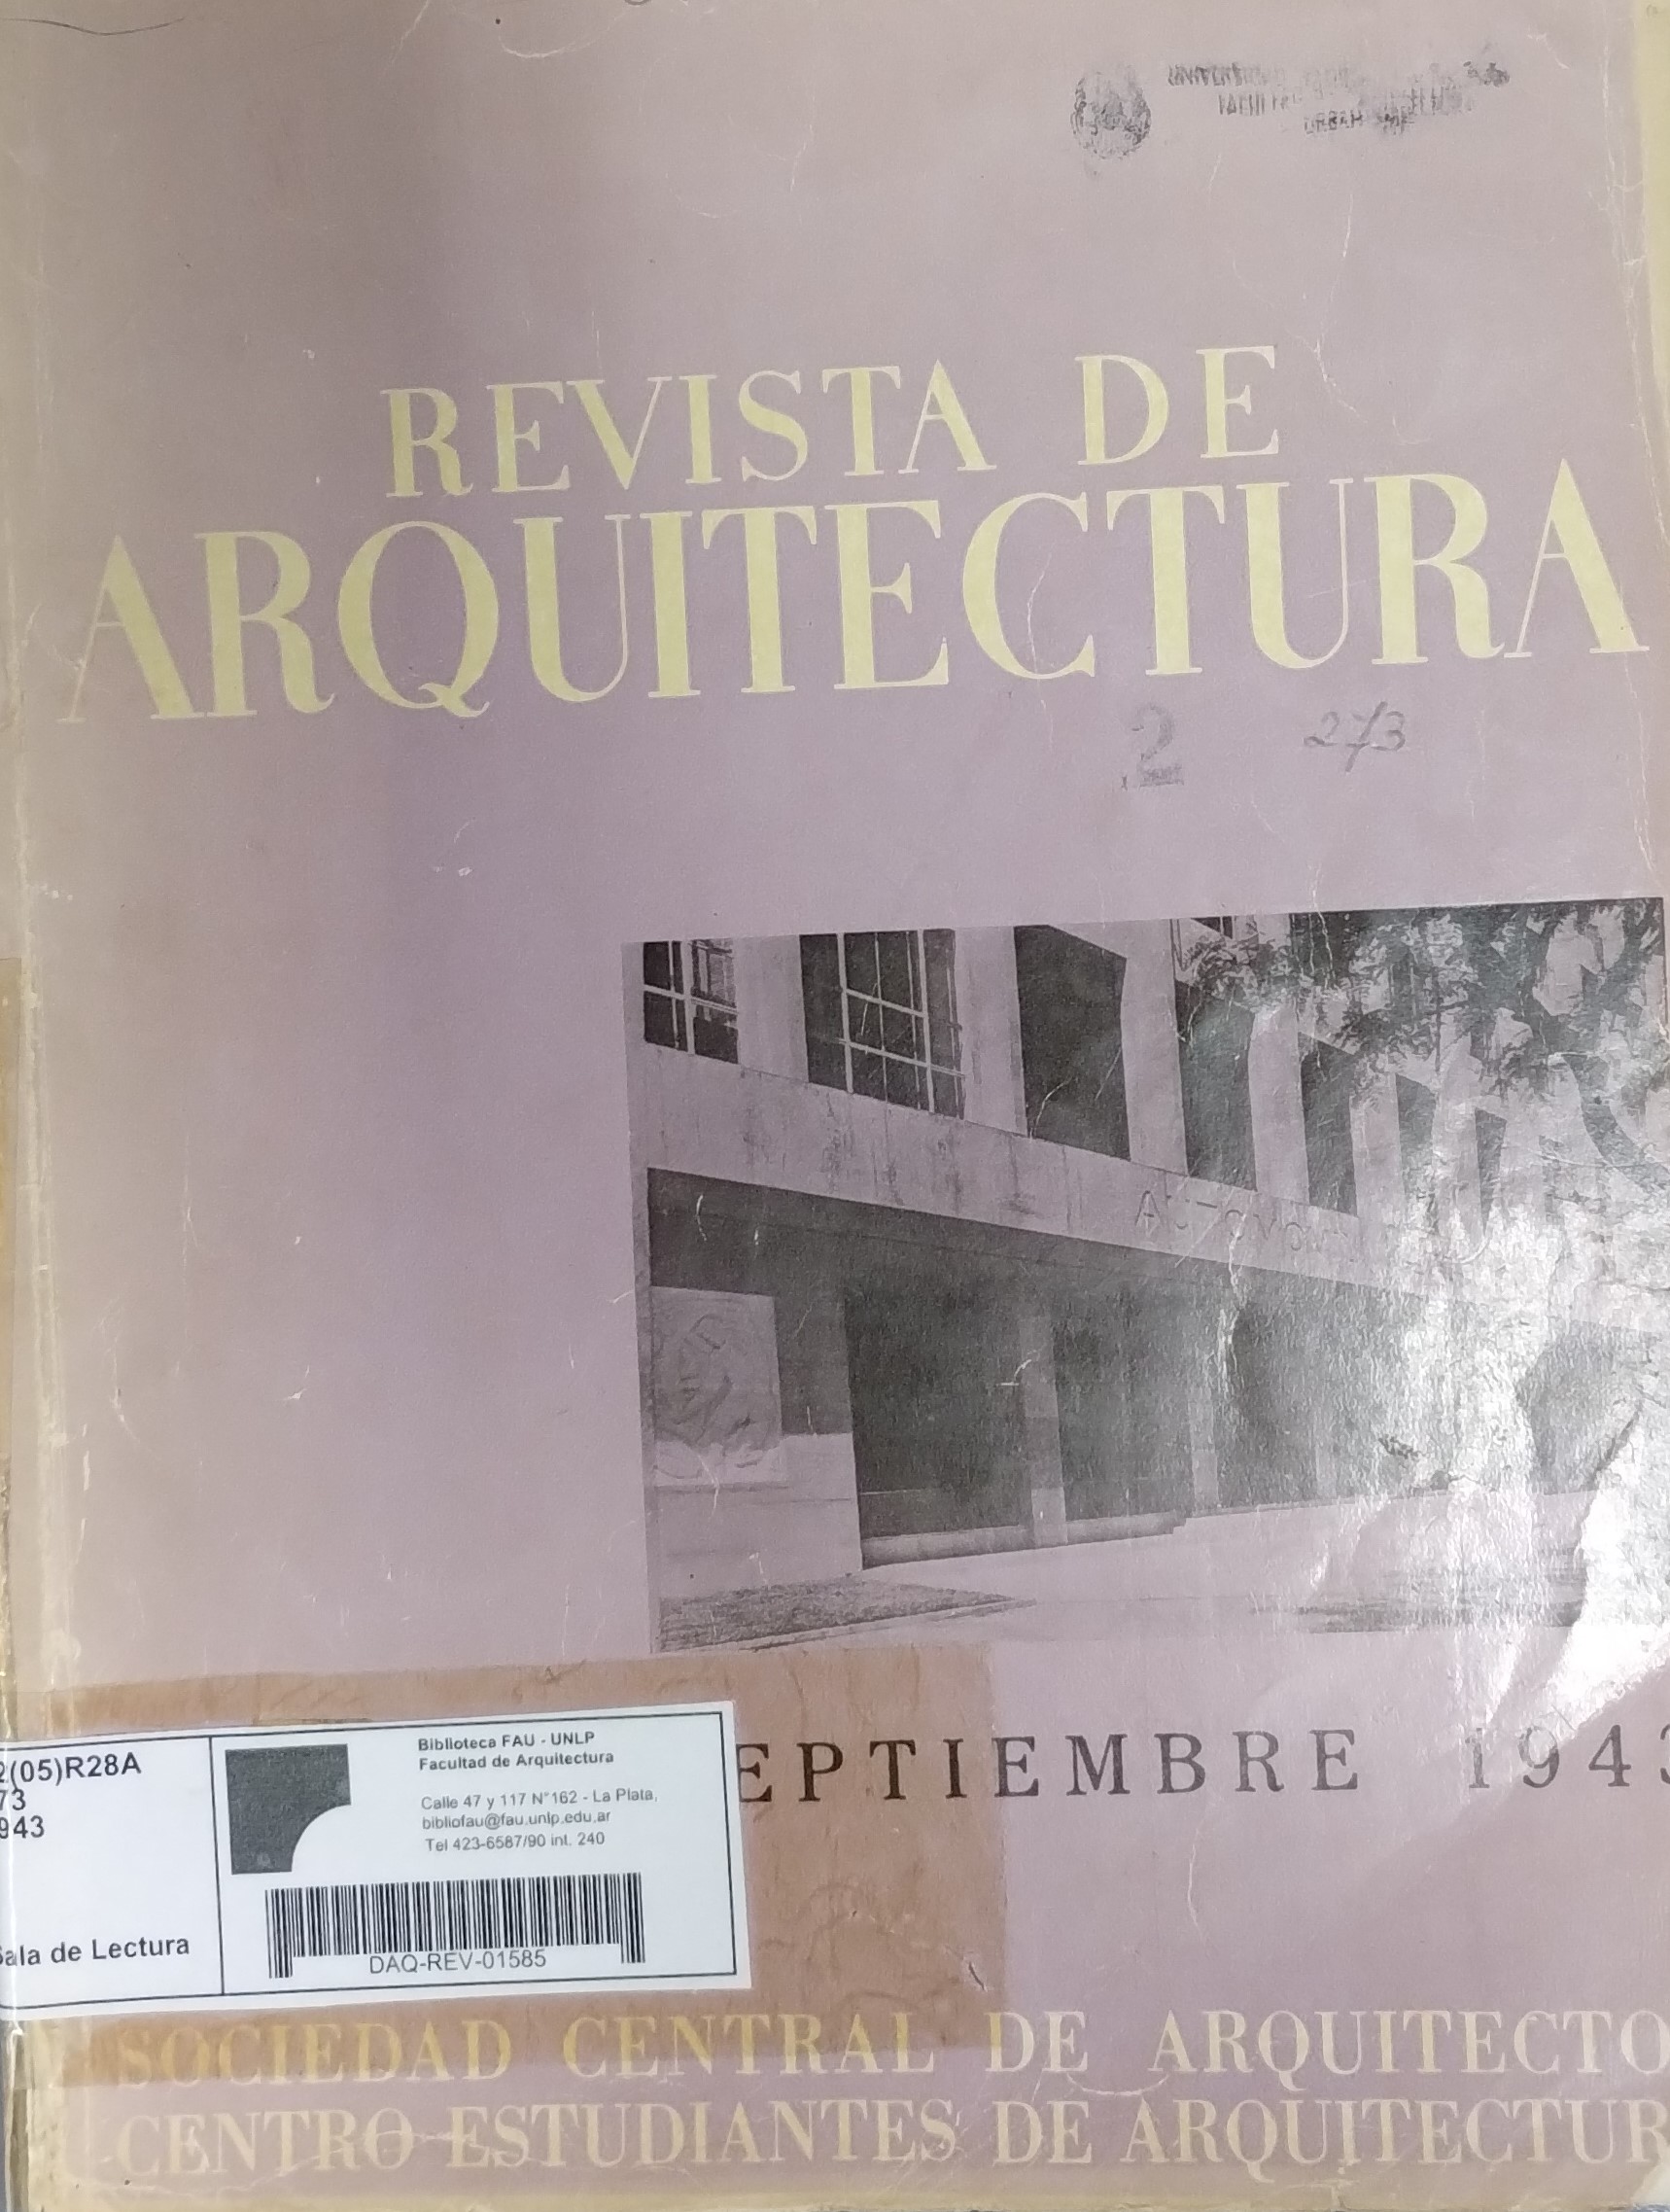 REVISTA DE
ARQUITECTURA
2
273
AUTOMOV
EPTIEMBRE 194
2(05)R28A
73
943
ala de Lectura
Biblioteca FAU - UNLP
Facultad de Arquitectura
Calle 47 y 117 N°162 - La Plata,
bibliofau@fau.unlp.edu.ar
Tel 423-6587/90 int. 240
DAQ-REV-01585
SOCIEDAD CENTRAL DE ARQUITECTO
CENTRO ESTUDIANTES DE ARQUITECTUR